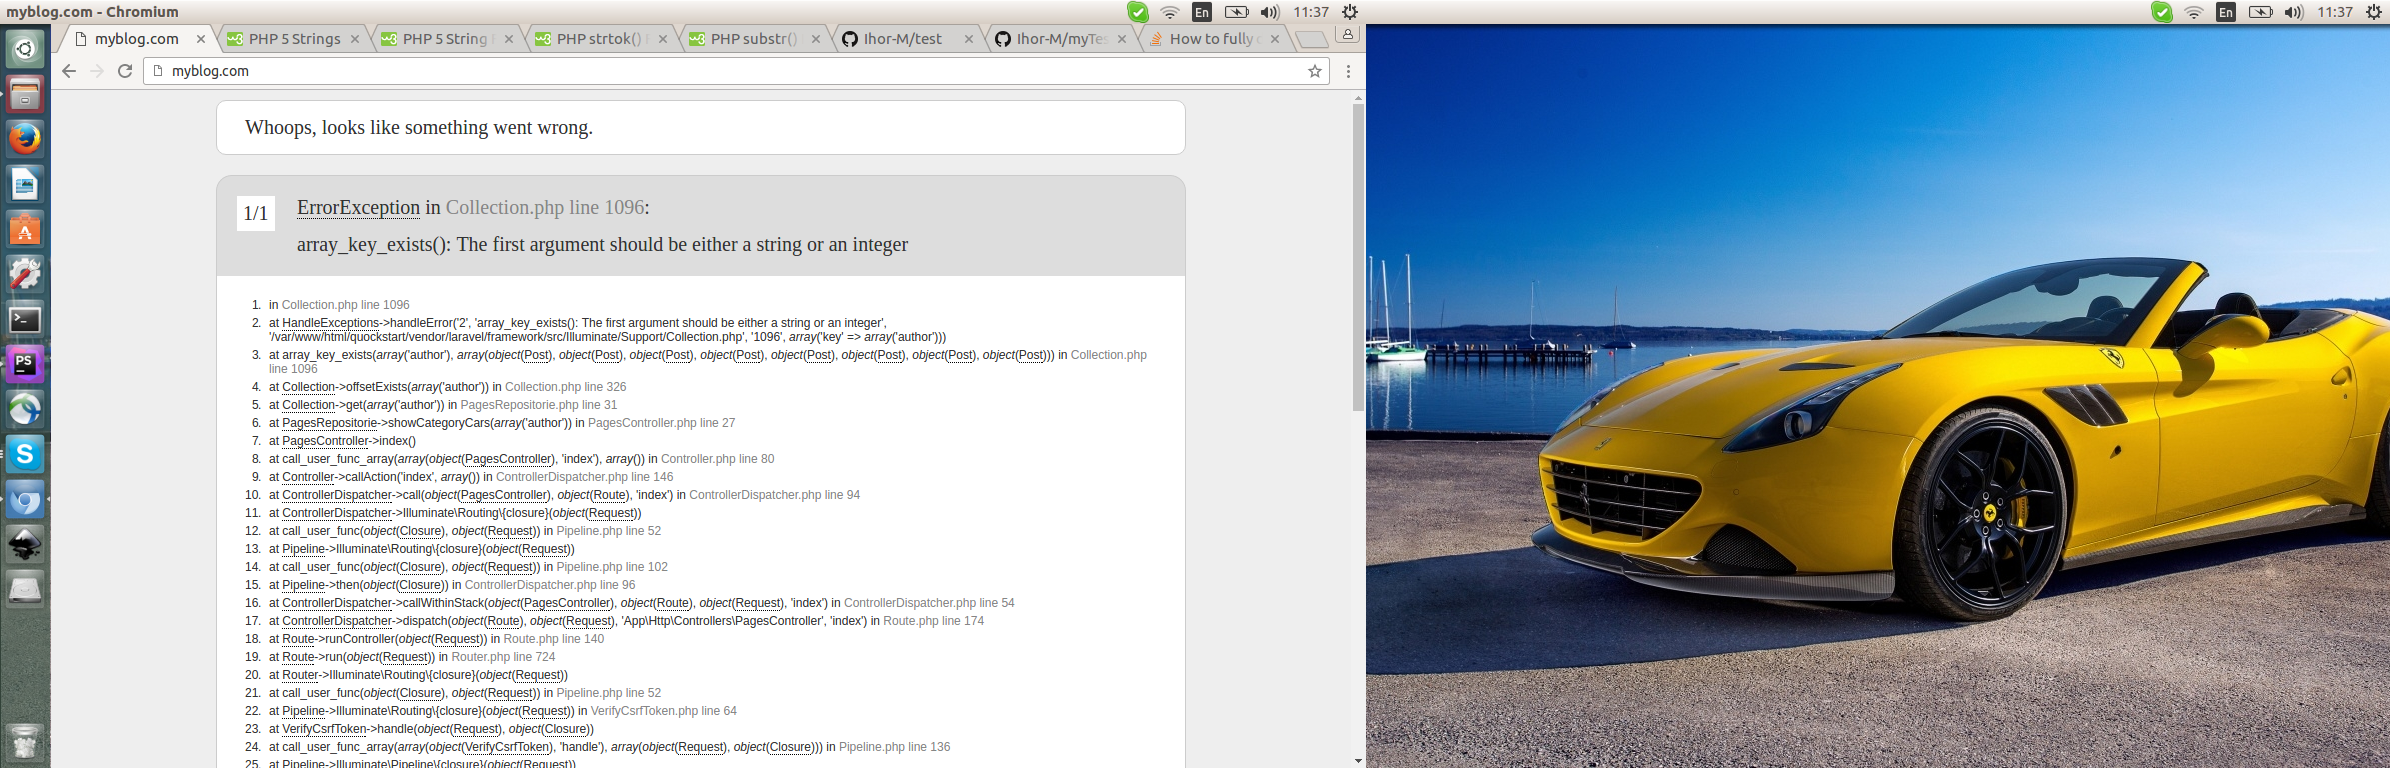 myblog.com - Chromium
En
11:37
En
11:37
myblog.com
PHP 5 Strings
PHP 5 String
PHP strtok()
PHP substr()
Ihor-M/test
Ihor-M/myTes
How to fully
myblog.com
Whoops, looks like something went wrong.
1/1
ErrorException in Collection.php line 1096:
array_key_exists(): The first argument should be either a string or an integer
1. in Collection.php line 1096
2. at HandleExceptions->handleError('2', 'array_key_exists(): The first argument should be either a string or an integer',
'/var/www/html/quockstart/vendor/laravel/framework/src/Illuminate/Support/Collection.php', '1096', array('key' => array('author')))
3. at array_key_exists(array('author'), array(object(Post), object(Post), object(Post), object(Post), object(Post), object(Post), object(Post), object(Post))) in Collection.php
line 1096
4. at Collection->offsetExists(array('author')) in Collection.php line 326
5. at Collection->get(array('author')) in PagesRepositorie.php line 31
6. at PagesRepositorie->showCategoryCars(array('author')) in PagesController.php line 27
7. at PagesController->index()
8. at call_user_func_array(array(object(PagesController), 'index'), array()) in Controller.php line 80
9. at Controller->callAction('index', array()) in ControllerDispatcher.php line 146
10. at ControllerDispatcher->call(object(PagesController), object(Route), 'index') in ControllerDispatcher.php line 94
11. at ControllerDispatcher->Illuminate\Routing\{closure}(object(Request))
12. at call_user_func(object(Closure), object(Request)) in Pipeline.php line 52
13. at Pipeline->Illuminate\Routing\{closure}(object(Request))
14. at call_user_func(object(Closure), object(Request)) in Pipeline.php line 102
15. at Pipeline->then(object(Closure)) in ControllerDispatcher.php line 96
16. at ControllerDispatcher->callWithinStack(object(PagesController), object(Route), object(Request), 'index') in ControllerDispatcher.php line 54
17. at ControllerDispatcher->dispatch(object(Route), object(Request), 'App\Http\Controllers\PagesController', 'index') in Route.php line 174
18. at Route->runController(object(Request)) in Route.php line 140
19. at Route->run(object(Request)) in Router.php line 724
20. at Router->Illuminate\Routing\{closure}(object(Request))
21. at call_user_func(object(Closure), object(Request)) in Pipeline.php line 52
22. at Pipeline->Illuminate\Routing\{closure}(object(Request)) in VerifyCsrfToken.php line 64
23. at VerifyCsrfToken->handle(object(Request), object(Closure))
24. at call_user_func_array(array(object(VerifyCsrfToken), 'handle'), array(object(Request), object(Closure))) in Pipeline.php line 136
25. at Pipeline->Illuminate\Pipeline\{closure}(object(Request))